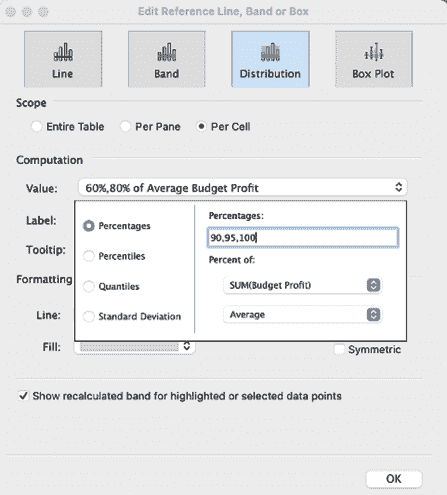 Edit Reference Line, Band or Box
Line Band Distribution Box Plot
Scope
Entire Table Per Pane Per Cell
Computation
Value: 60%,80% of Average Budget Profit
Label:
Tooltip:
Percentages
Percentiles
Quantiles
Standard Deviation
Percentages:
90,95,100
Percent of:
SUM(Budget Profit)
Average
Formatting
Line:
Fill:
Symmetric
Show recalculated band for highlighted or selected data points
OK